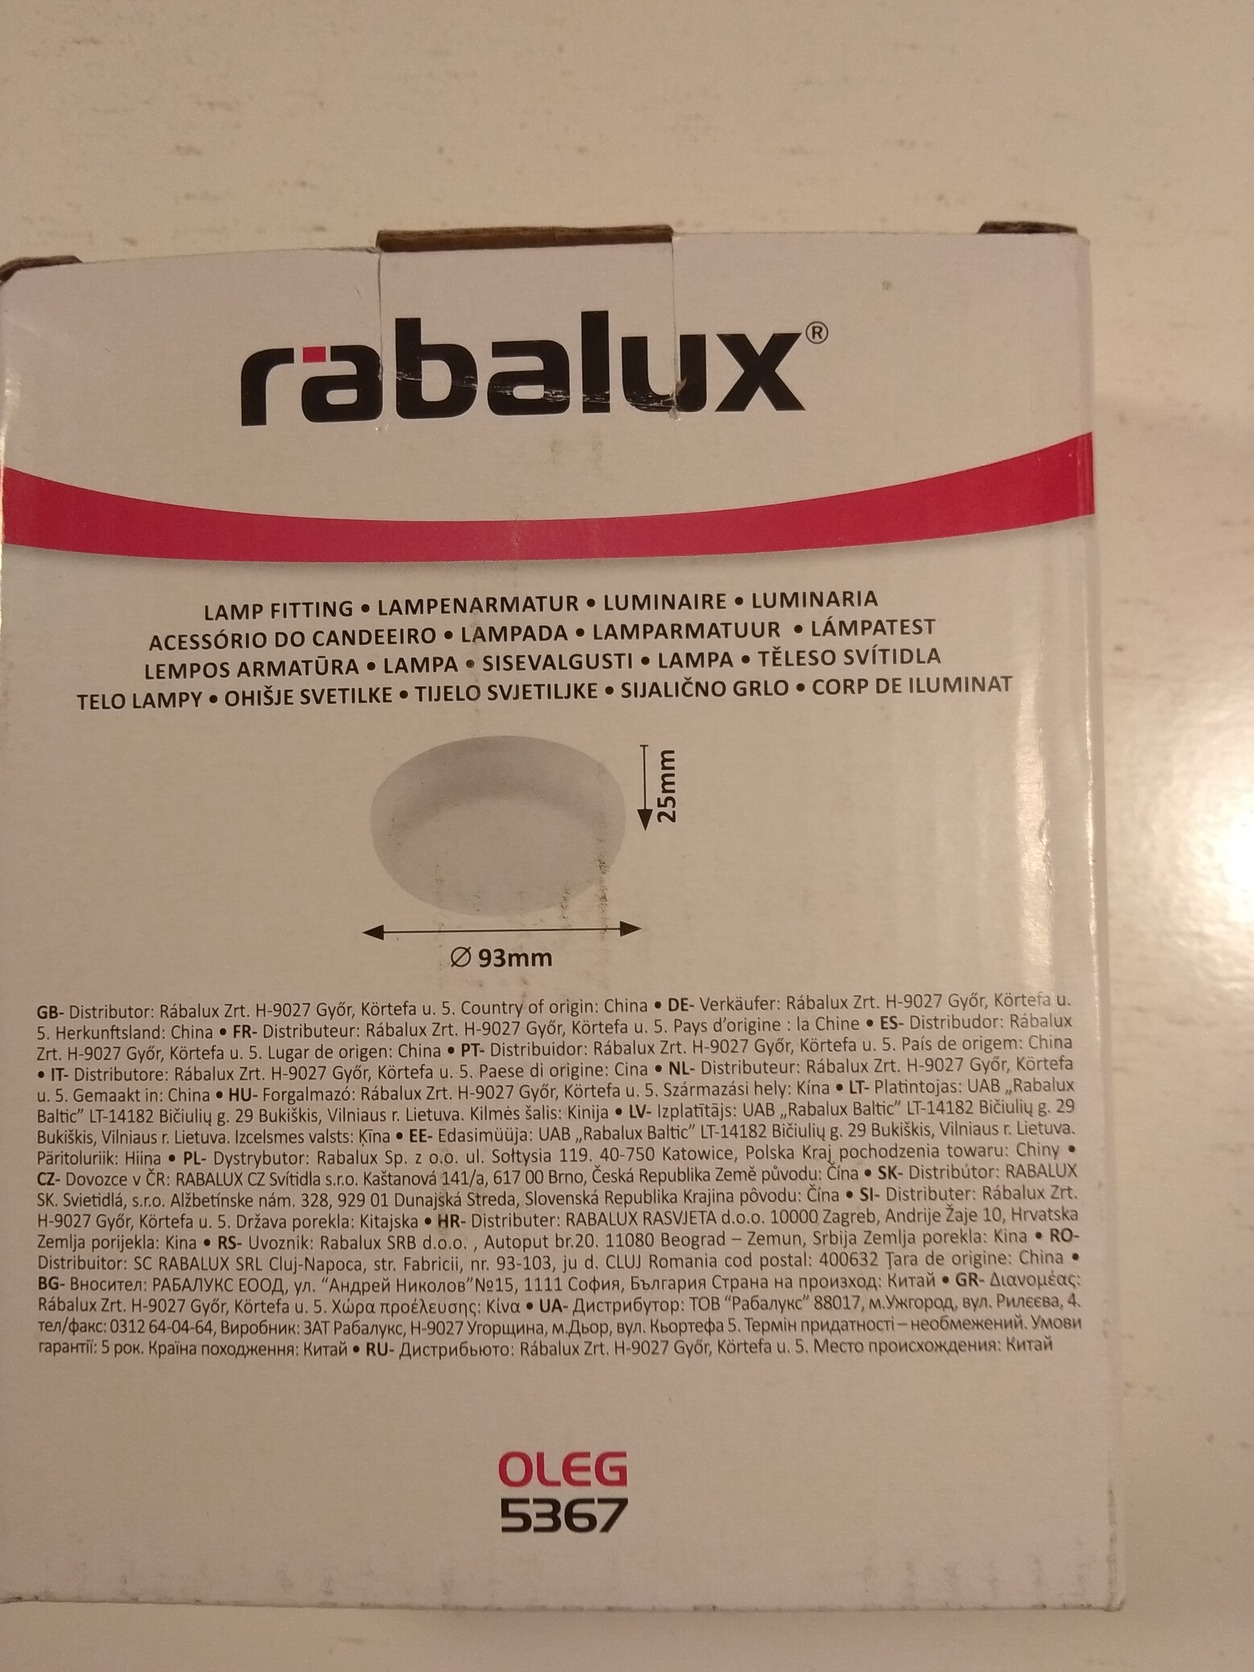 rabalux®
LAMP FITTING • LAMPENARMATUR • LUMINAIRE • LUMINARIA
ACESSÓRIO DO CANDEEIRO • LAMPADA • LAMPARMATUUR • LÁMPATEST
LEMPOS ARMATŪRA • LAMPA • SISEVALGUSTI • LAMPA • TĚLESO SVÍTIDLA
TELO LAMPY • OHIŠJE SVETILKE • TIJELO SVJETILJKE • SIJALIČNO GRLO • CORP DE ILUMINAT
25mm
Ø 93mm
GB- Distributor: Rábalux Zrt. H-9027 Győr, Körtefa u. 5. Country of origin: China • DE- Verkäufer: Rábalux Zrt. H-9027 Győr, Körtefa u.
5. Herkunftsland: China • FR- Distributeur: Rábalux Zrt. H-9027 Győr, Körtefa u. 5. Pays d'origine : la Chine • ES- Distribudor: Rábalux
Zrt. H-9027 Győr, Körtefa u. 5. Lugar de origen: China • PT- Distribuidor: Rábalux Zrt. H-9027 Győr, Körtefa u. 5. País de origem: China
• IT- Distributore: Rábalux Zrt. H-9027 Győr, Körtefa u. 5. Paese di origine: Cina • NL- Distributeur: Rábalux Zrt. H-9027 Győr, Körtefa
u. 5. Gemaakt in: China • HU- Forgalmazó: Rábalux Zrt. H-9027 Győr, Körtefa u. 5. Származási hely: Kína • LT- Platintojas: UAB „Rabalux
Baltic" LT-14182 Bičiulių g. 29 Bukiškis, Vilniaus r. Lietuva. Kilmės šalis: Kinija • LV- Izplatītājs: UAB „Rabalux Baltic" LT-14182 Bičiulių g. 29
Bukiškis, Vilniaus r. Lietuva. Izcelsmes valsts: Ķīna • EE- Edasimüüja: UAB „Rabalux Baltic" LT-14182 Bičiulių g. 29 Bukiškis, Vilniaus r. Lietuva.
Päritoluriik: Hiina • PL- Dystrybutor: Rabalux Sp. z o.o. ul. Sołtysia 119. 40-750 Katowice, Polska Kraj pochodzenia towaru: Chiny •
CZ- Dovozce v ČR: RABALUX CZ Svítidla s.r.o. Kaštanová 141/a, 617 00 Brno, Česká Republika Země původu: Čína • SK- Distribútor: RABALUX
SK. Svietidlá, s.r.o. Alžbetínske nám. 328, 929 01 Dunajská Streda, Slovenská Republika Krajina pôvodu: Čína • SI- Distributer: Rábalux Zrt.
H-9027 Győr, Körtefa u. 5. Država porekla: Kitajska • HR- Distributer: RABALUX RASVJETA d.o.o. 10000 Zagreb, Andrije Žaje 10, Hrvatska
Zemlja porijekla: Kina • RS- Uvoznik: Rabalux SRB d.o.o. , Autoput br.20. 11080 Beograd – Zemun, Srbija Zemlja porekla: Kina • RO-
Distribuitor: SC RABALUX SRL Cluj-Napoca, str. Fabricii, nr. 93-103, ju d. CLUJ Romania cod postal: 400632 Țara de origine: China •
BG- Вносител: РАБАЛУКС ЕООД, ул. "Андрей Николов"№15, 1111 София, България Страна на произход: Китай • GR- Διανομέας:
Rábalux Zrt. H-9027 Győr, Körtefa u. 5. Χώρα προέλευσης: Κίνα • UA- Дистрибутор: ТОВ "Рабалукс" 88017, м.Ужгород, вул. Рилєєва, 4.
тел/факс: 0312 64-04-64, Виробник: ЗАТ Рабалукс, H-9027 Угорщина, м.Дьор, вул. Кьортефа 5. Термін придатності – необмежений. Умови
гарантії: 5 рок. Країна походження: Китай • RU- Дистрибьюто: Rábalux Zrt. H-9027 Győr, Körtefa u. 5. Место происхождения: Китай
OLEG
5367